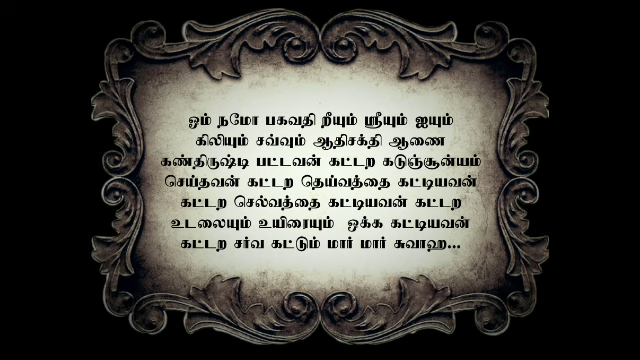 ஓம் நமோ பகவதி றீயும் ஸ்ரீயும் ஐயும்
கிலியும் சவ்வும் ஆதிசக்தி ஆணை
கண்திருஷ்டி பட்டவன் கட்டற கடுஞ்சூன்யம்
செய்தவன் கட்டற தெய்வத்தை கட்டியவன்
கட்டற செல்வத்தை கட்டியவன் கட்டற
உடலையும் உயிரையும் ஒக்க கட்டியவன்
கட்டற சர்வ கட்டும் மார் மார் சுவாஹ...